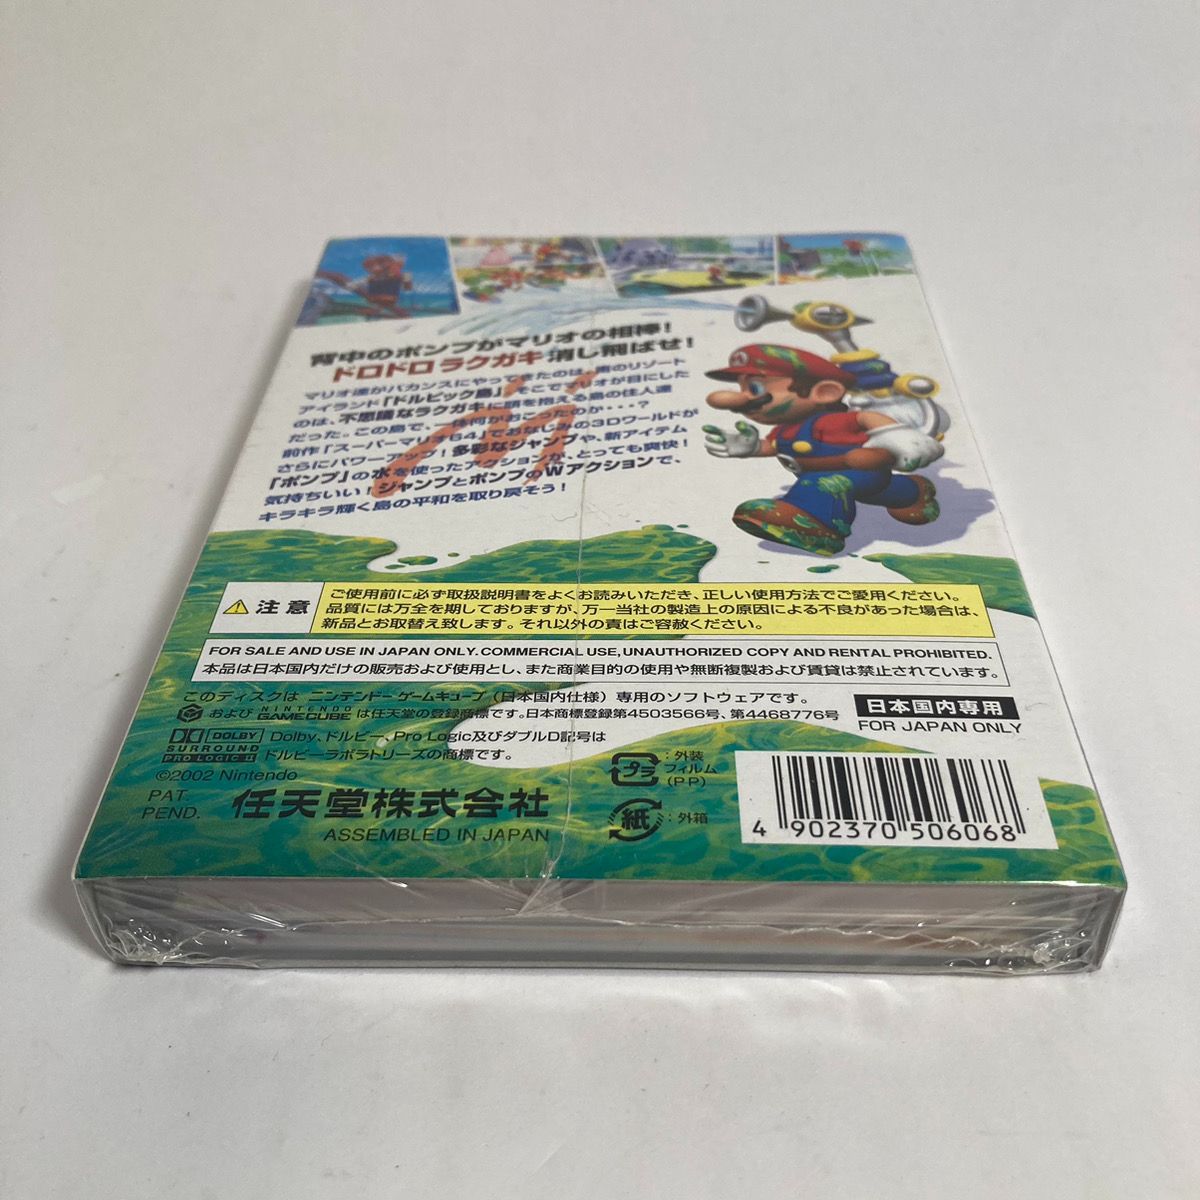 背中のポンプがマリオの相棒！
ドロドロ ラクガキ 消し飛ばせ！
マリオ達がバカンスにやってきたのは、南のリゾート
アイランド「ドルピック島」。そこでマリオが目にした
のは、不思議なラクガキに頭を抱える島の住人達
だった。この島で、一体何がおこったのか・・・？
前作「スーパーマリオ64」でおなじみの3Dワールドが
さらにパワーアップ！多彩なジャンプや、新アイテム
「ポンプ」の水を使ったアクションが、とっても爽快！
気持ちいい！ジャンプとポンプのWアクションで、
キラキラ輝く島の平和を取り戻そう！
注意
ご使用前に必ず取扱説明書をよくお読みいただき、正しい使用方法でご愛用ください。
品質には万全を期しておりますが、万一当社の製造上の原因による不良があった場合は、
新品とお取替え致します。それ以外の責はご容赦ください。
FOR SALE AND USE IN JAPAN ONLY. COMMERCIAL USE, UNAUTHORIZED COPY AND RENTAL PROHIBITED.
本品は日本国内だけの販売および使用とし、また商業目的の使用や無断複製および賃貸は禁止されています。
このディスクは ニンテンドー ゲームキューブ（日本国内仕様）専用のソフトウェアです。
および NINTENDO GAMECUBE は任天堂の登録商標です。日本商標登録第4503566号、第4468776号
日本国内専用
FOR JAPAN ONLY
DOLBY
SURROUND
PRO LOGIC II
Dolby、ドルビー、Pro Logic及びダブルD記号は
ドルビーラボラトリーズの商標です。
©2002 Nintendo
PAT.
PEND.
任天堂株式会社
ASSEMBLED IN JAPAN
プラ
：外装
フィルム
(PP)
紙
：外箱
4 902370 506068